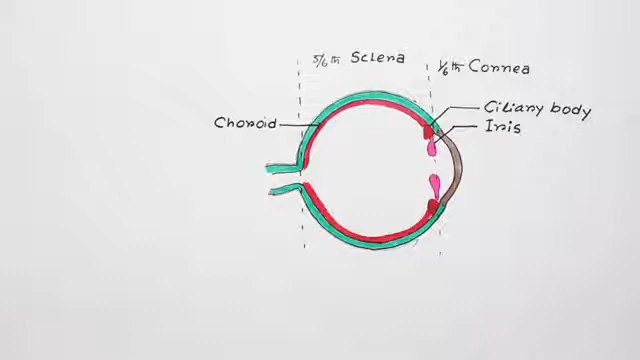 5/6th Sclera
1/6th Cornea
Choroid
Ciliary body
Iris